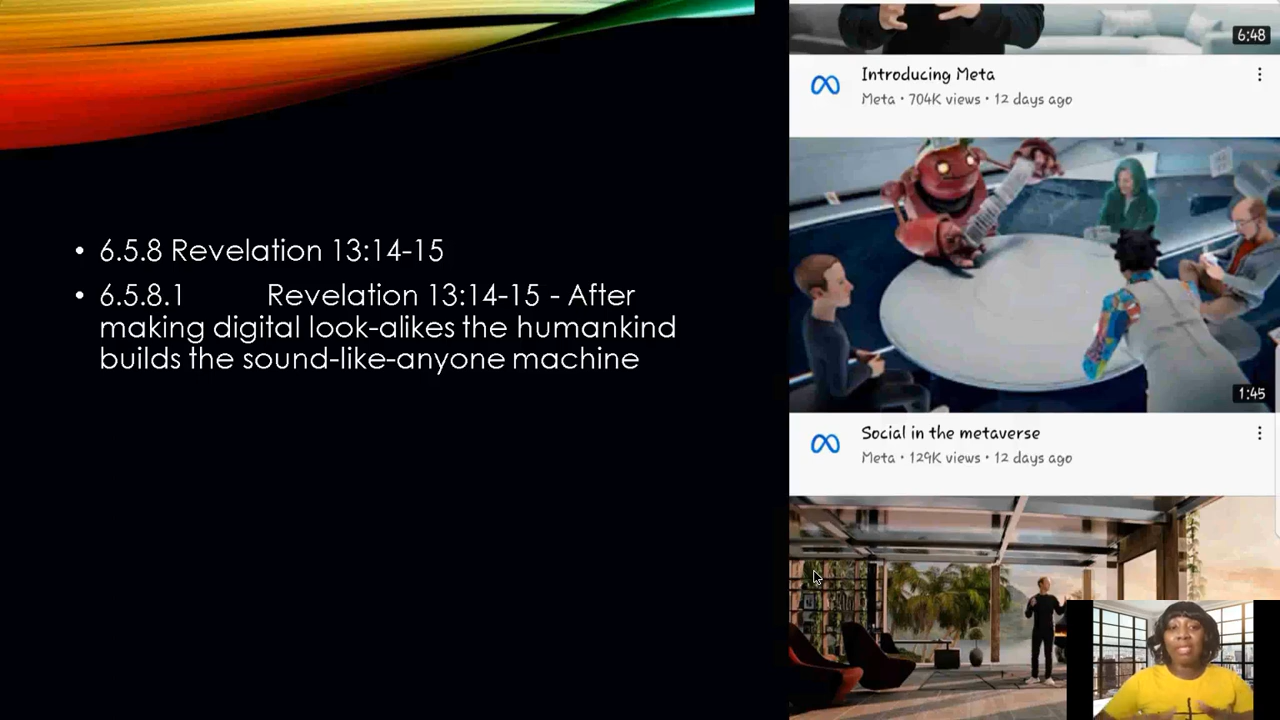 • 6.5.8 Revelation 13:14-15
• 6.5.8.1 Revelation 13:14-15 - After
making digital look-alikes the humankind
builds the sound-like-anyone machine
6:48
Introducing Meta
Meta • 704K views • 12 days ago
1:45
Social in the metaverse
Meta • 129K views • 12 days ago